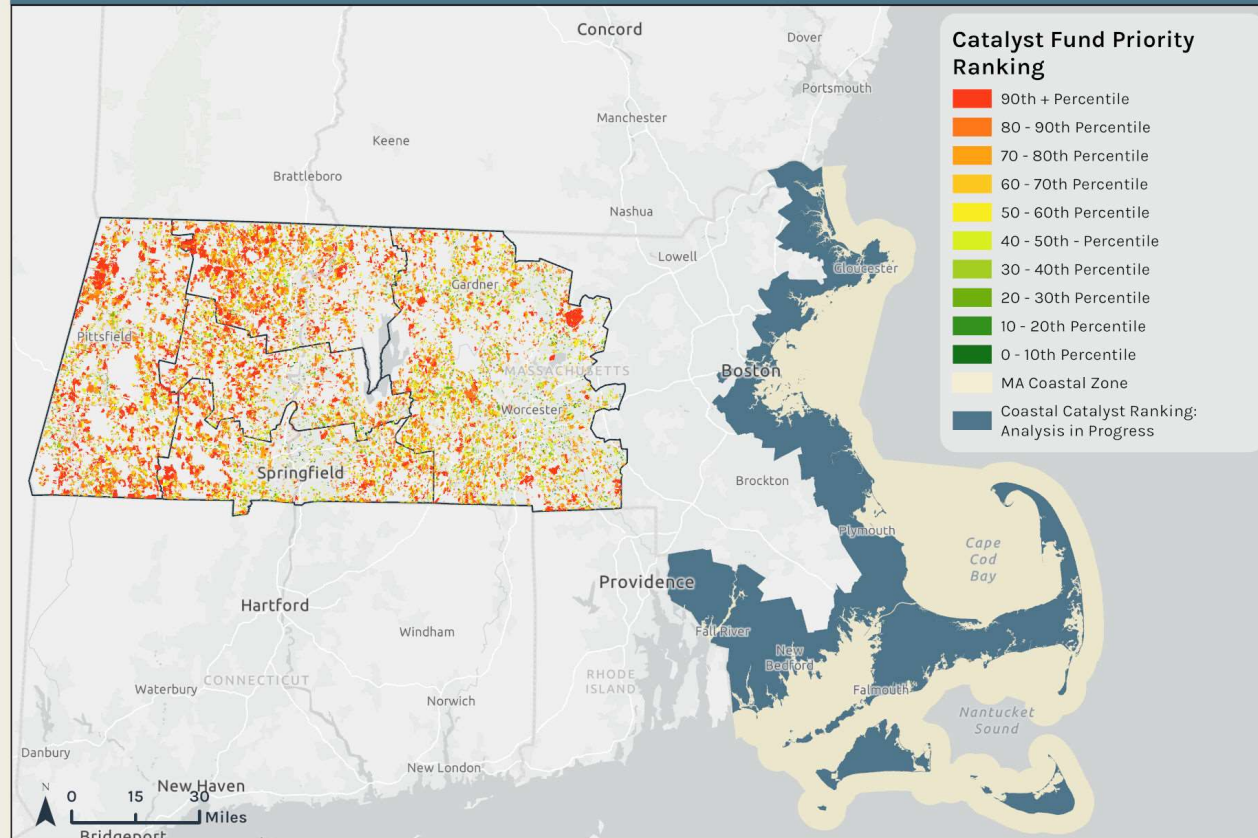 Catalyst Fund Priority
Ranking
90th + Percentile
80 - 90th Percentile
70 - 80th Percentile
60 - 70th Percentile
50 - 60th Percentile
40 - 50th - Percentile
30 - 40th Percentile
20 - 30th Percentile
10 - 20th Percentile
0 - 10th Percentile
MA Coastal Zone
Coastal Catalyst Ranking:
Analysis in Progress
Concord
Dover
Portsmouth
Manchester
Keene
Brattleboro
Nashua
Lowell
Gloucester
Gardner
Pittsfield
MASSACHUSETTS
Boston
Worcester
Springfield
Brockton
Plymouth
Cape
Cod
Bay
Providence
Hartford
Fall River
Windham
New
Bedford
CONNECTICUT
RHODE
ISLAND
Waterbury
Falmouth
Norwich
Nantucket
Sound
Danbury
New London
New Haven
N
0 15 30
Miles
Bridgeport